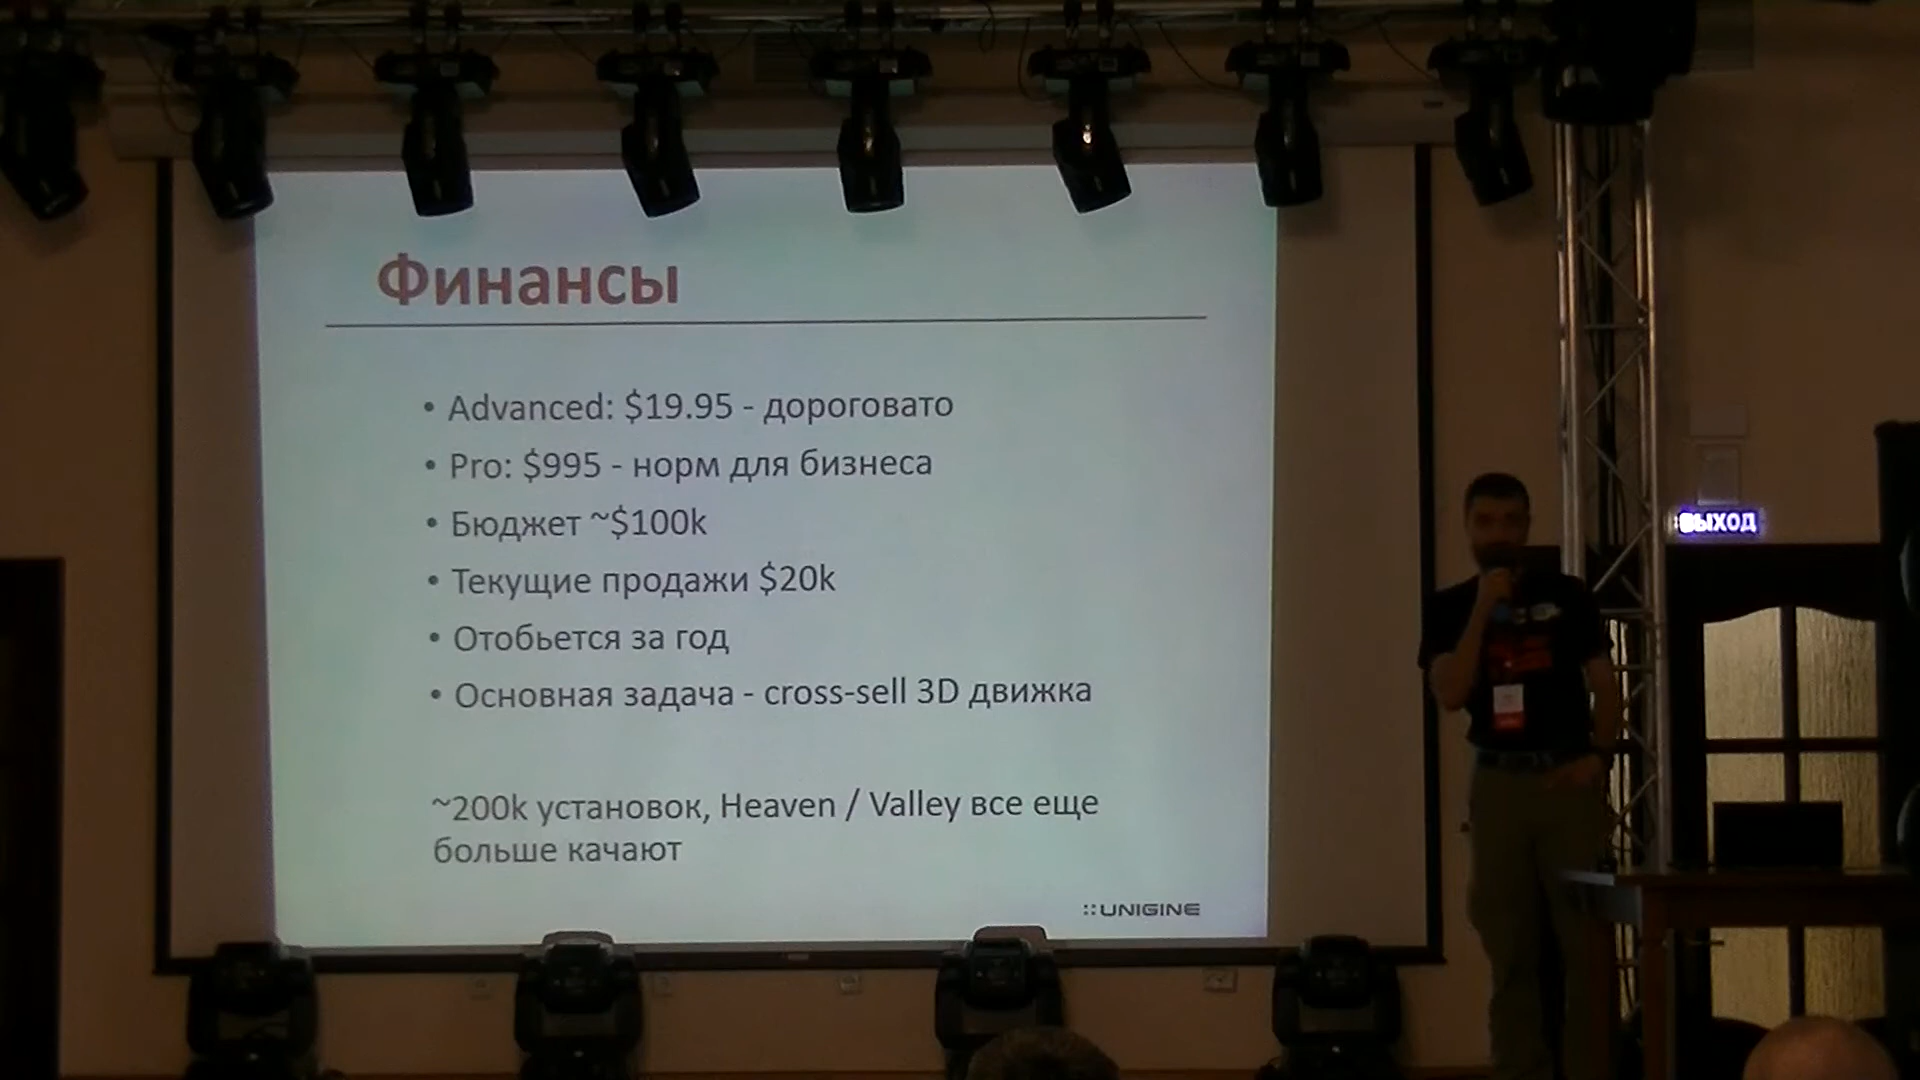 Финансы
• Advanced: $19.95 - дороговато
• Pro: $995 - норм для бизнеса
• Бюджет ~$100k
• Текущие продажи $20k
• Отобьется за год
• Основная задача - cross-sell 3D движка
ВЫХОД
~200k установок, Heaven / Valley все еще
больше качают
UNIGINE